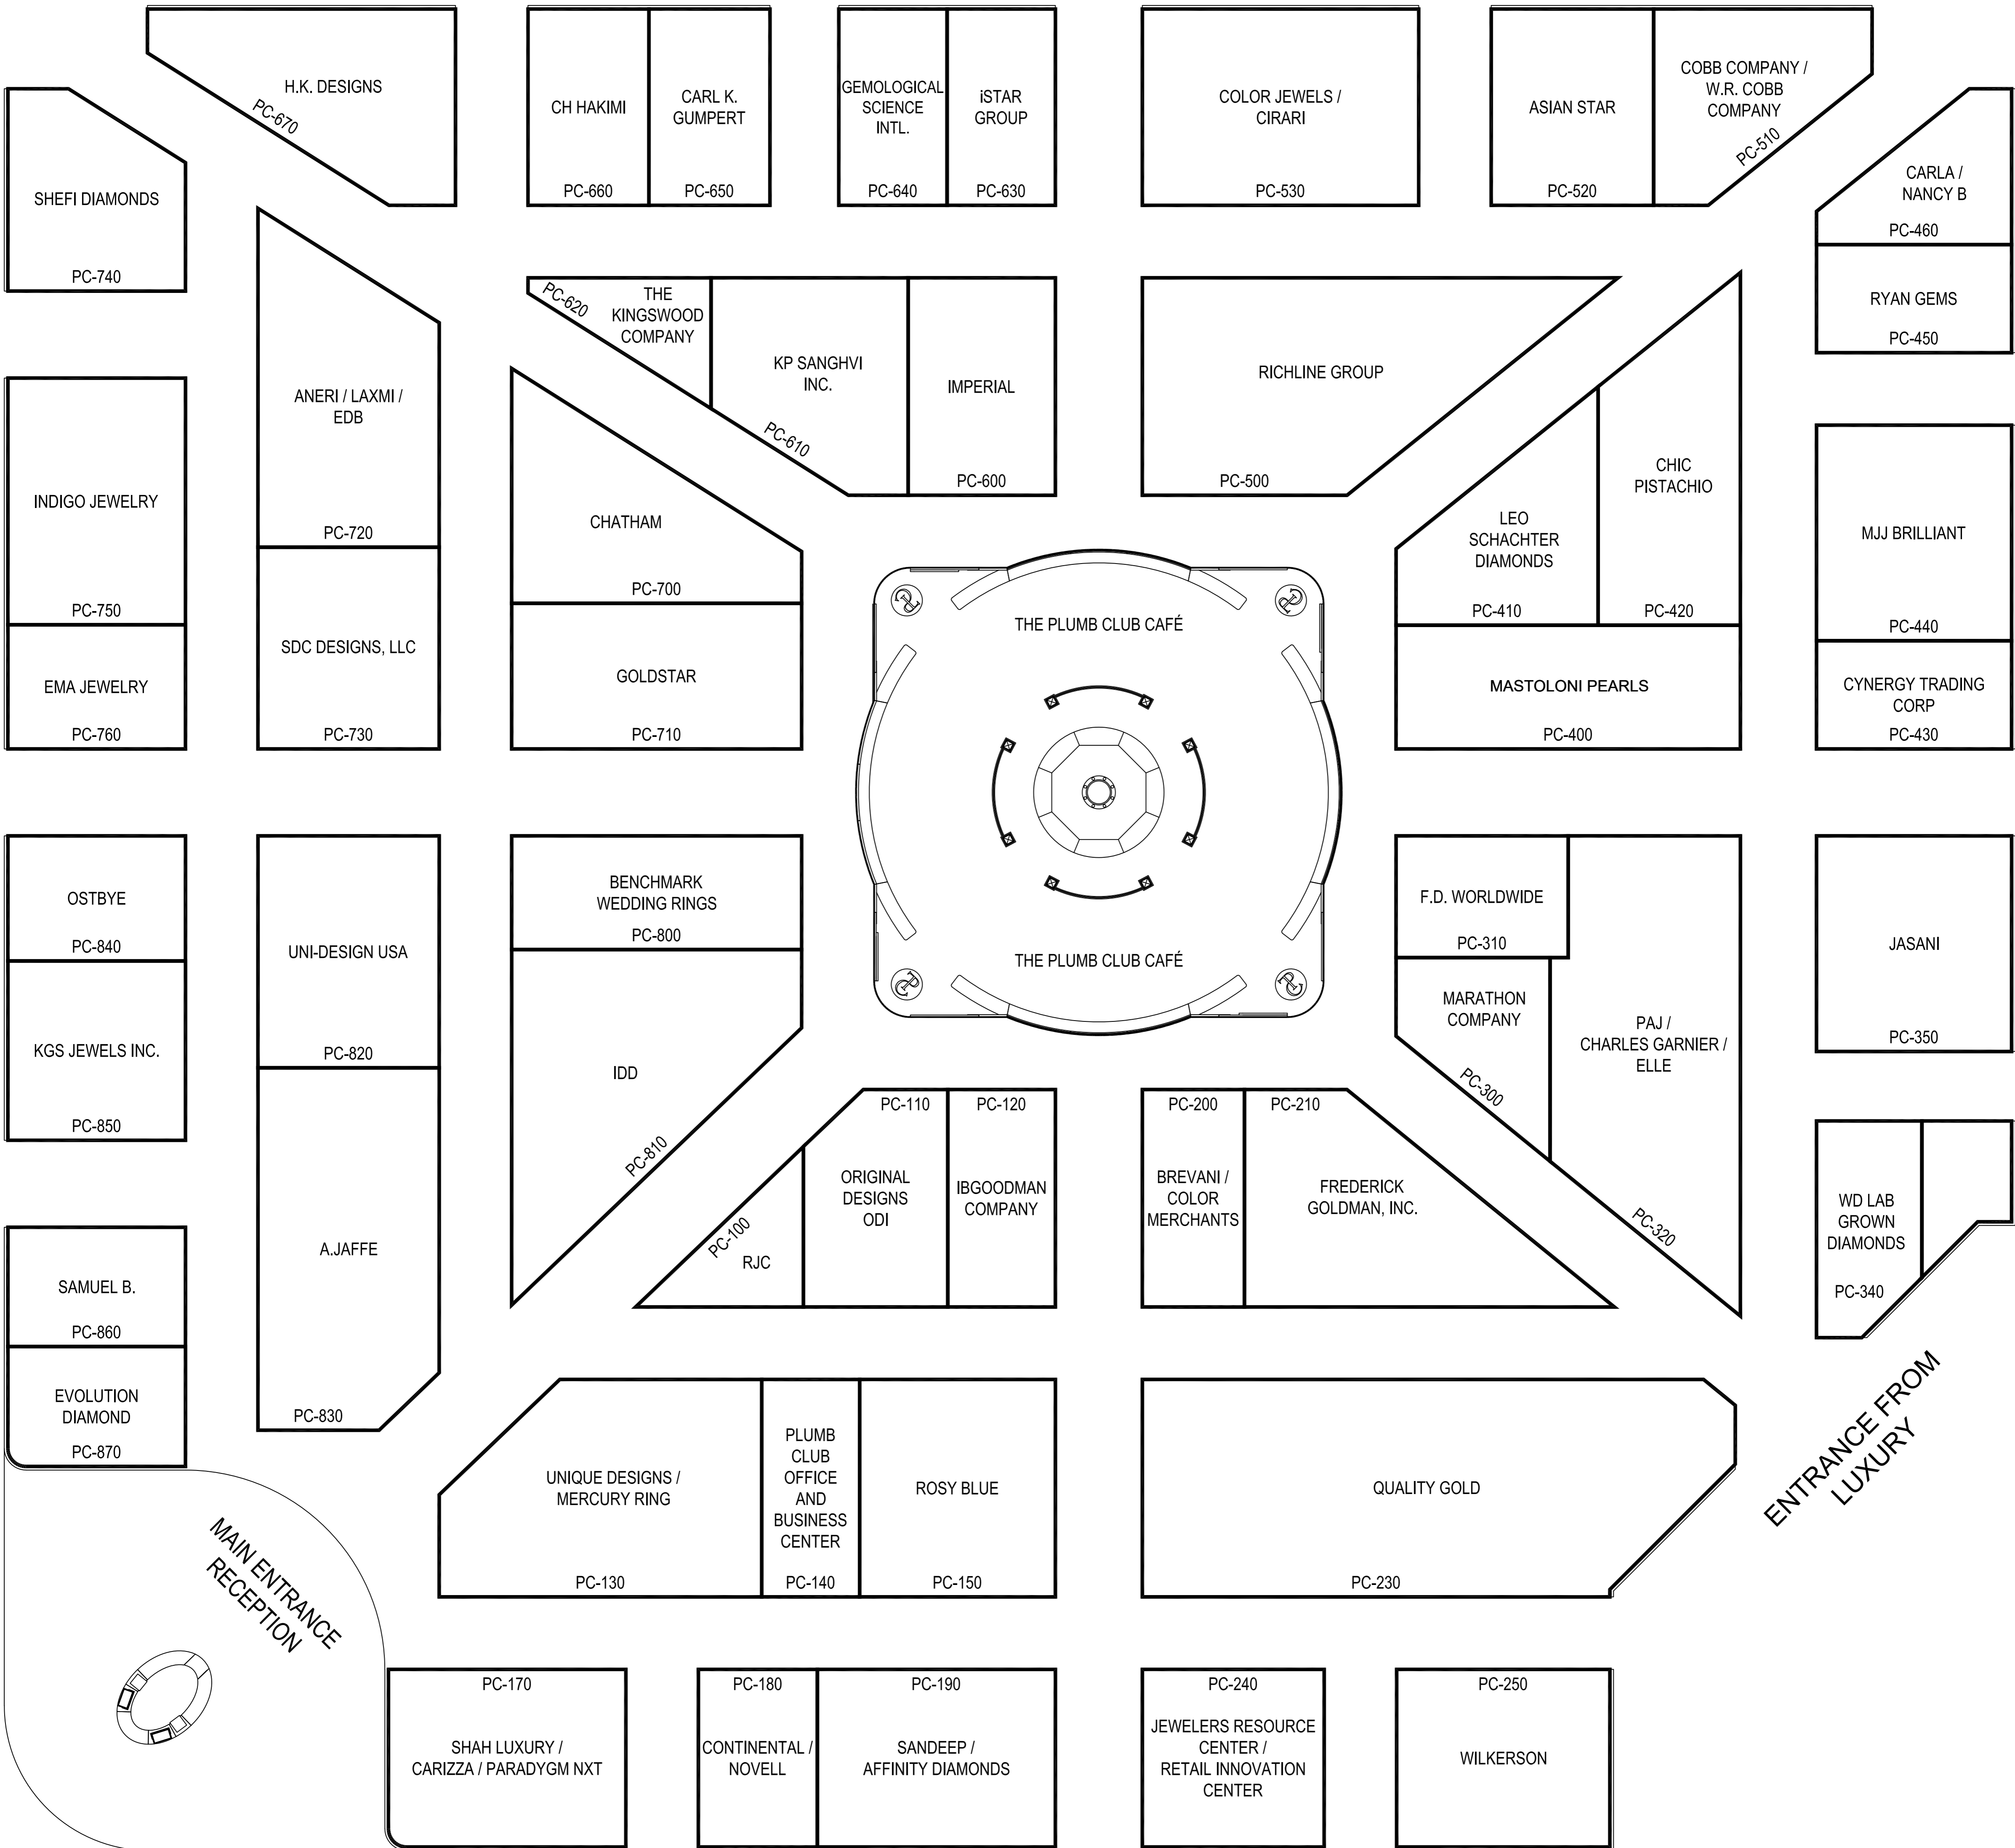 H.K. DESIGNS
PC-670
CH HAKIMI
PC-660
CARL K.
GUMPERT
PC-650
GEMOLOGICAL
SCIENCE
INTL.
PC-640
iSTAR
GROUP
PC-630
COLOR JEWELS /
CIRARI
PC-530
ASIAN STAR
PC-520
COBB COMPANY /
W.R. COBB
COMPANY
PC-510
SHEFI DIAMONDS
PC-740
CARLA /
NANCY B
PC-460
RYAN GEMS
PC-450
ANERI / LAXMI /
EDB
PC-720
PC-620
THE
KINGSWOOD
COMPANY
KP SANGHVI
INC.
PC-610
IMPERIAL
PC-600
RICHLINE GROUP
PC-500
CHIC
PISTACHIO
PC-420
LEO
SCHACHTER
DIAMONDS
PC-410
MJJ BRILLIANT
PC-440
INDIGO JEWELRY
PC-750
CHATHAM
PC-700
EMA JEWELRY
PC-760
SDC DESIGNS, LLC
PC-730
GOLDSTAR
PC-710
THE PLUMB CLUB CAFÉ
MASTOLONI PEARLS
PC-400
CYNERGY TRADING
CORP
PC-430
OSTBYE
PC-840
UNI-DESIGN USA
PC-820
BENCHMARK
WEDDING RINGS
PC-800
THE PLUMB CLUB CAFÉ
F.D. WORLDWIDE
PC-310
MARATHON
COMPANY
PC-300
PAJ /
CHARLES GARNIER /
ELLE
PC-320
JASANI
PC-350
KGS JEWELS INC.
PC-850
IDD
PC-810
PC-110
ORIGINAL
DESIGNS
ODI
PC-120
IBGOODMAN
COMPANY
PC-200
BREVANI /
COLOR
MERCHANTS
PC-210
FREDERICK
GOLDMAN, INC.
PC-100
RJC
WD LAB
GROWN
DIAMONDS
PC-340
A.JAFFE
PC-830
SAMUEL B.
PC-860
EVOLUTION
DIAMOND
PC-870
UNIQUE DESIGNS /
MERCURY RING
PC-130
PLUMB
CLUB
OFFICE
AND
BUSINESS
CENTER
PC-140
ROSY BLUE
PC-150
QUALITY GOLD
PC-230
ENTRANCE FROM
LUXURY
MAIN ENTRANCE
RECEPTION
PC-170
SHAH LUXURY /
CARIZZA / PARADYGM NXT
PC-180
CONTINENTAL /
NOVELL
PC-190
SANDEEP /
AFFINITY DIAMONDS
PC-240
JEWELERS RESOURCE
CENTER /
RETAIL INNOVATION
CENTER
PC-250
WILKERSON